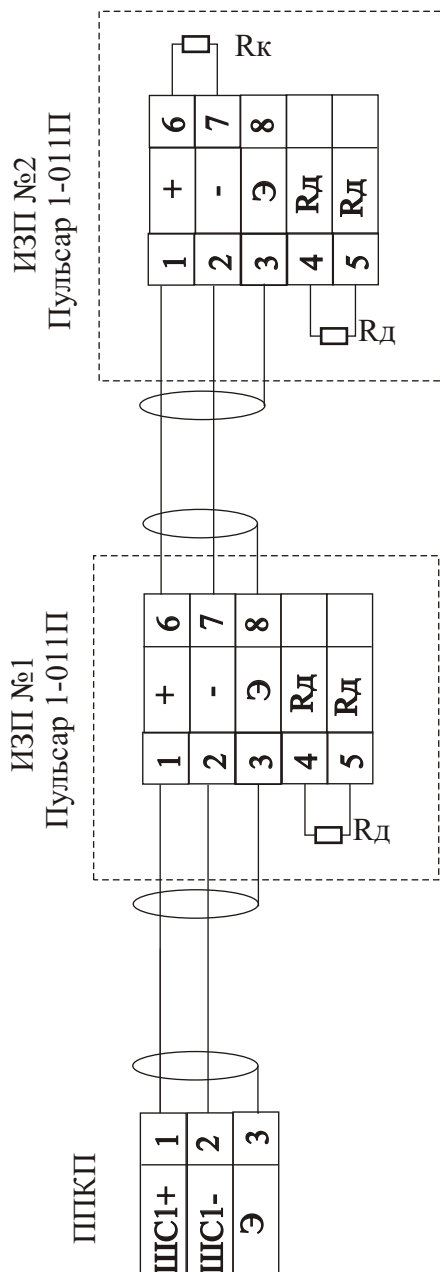 ППКП
ШС1+ 1
ШС1- 2
Э 3
ИЗП №1
Пульсар 1-011П
1 + 6
2 - 7
3 Э 8
4 Rд
5 Rд
Rд
ИЗП №2
Пульсар 1-011П
1 + 6
2 - 7
3 Э 8
4 Rд
5 Rд
Rд
Rк